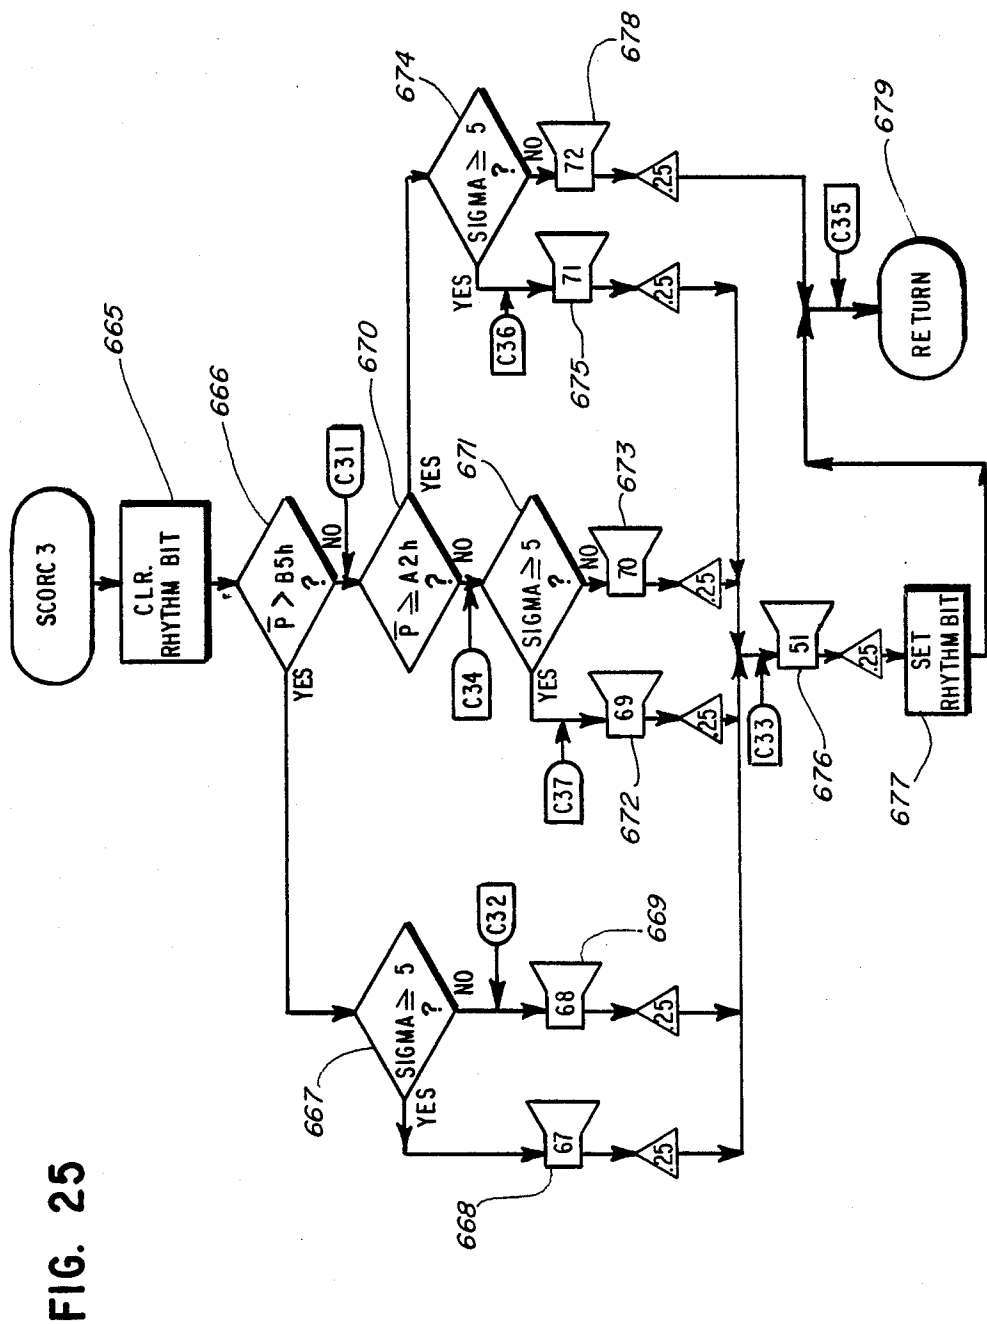 FIG. 25
SCORC 3
CLR.
RHYTHM BIT
665
P̅ > B5h
?
666
YES
NO
C31
P̅ ≥ A2h
?
670
YES
NO
C34
SIGMA ≥ 5
?
667
YES
NO
C32
SIGMA ≥ 5
?
671
YES
NO
C37
SIGMA ≥ 5
?
674
YES
NO
C36
67
668
.25
68
669
.25
69
672
.25
70
673
.25
71
675
.25
72
678
.25
C33
51
676
.25
SET
RHYTHM BIT
677
C35
RETURN
679